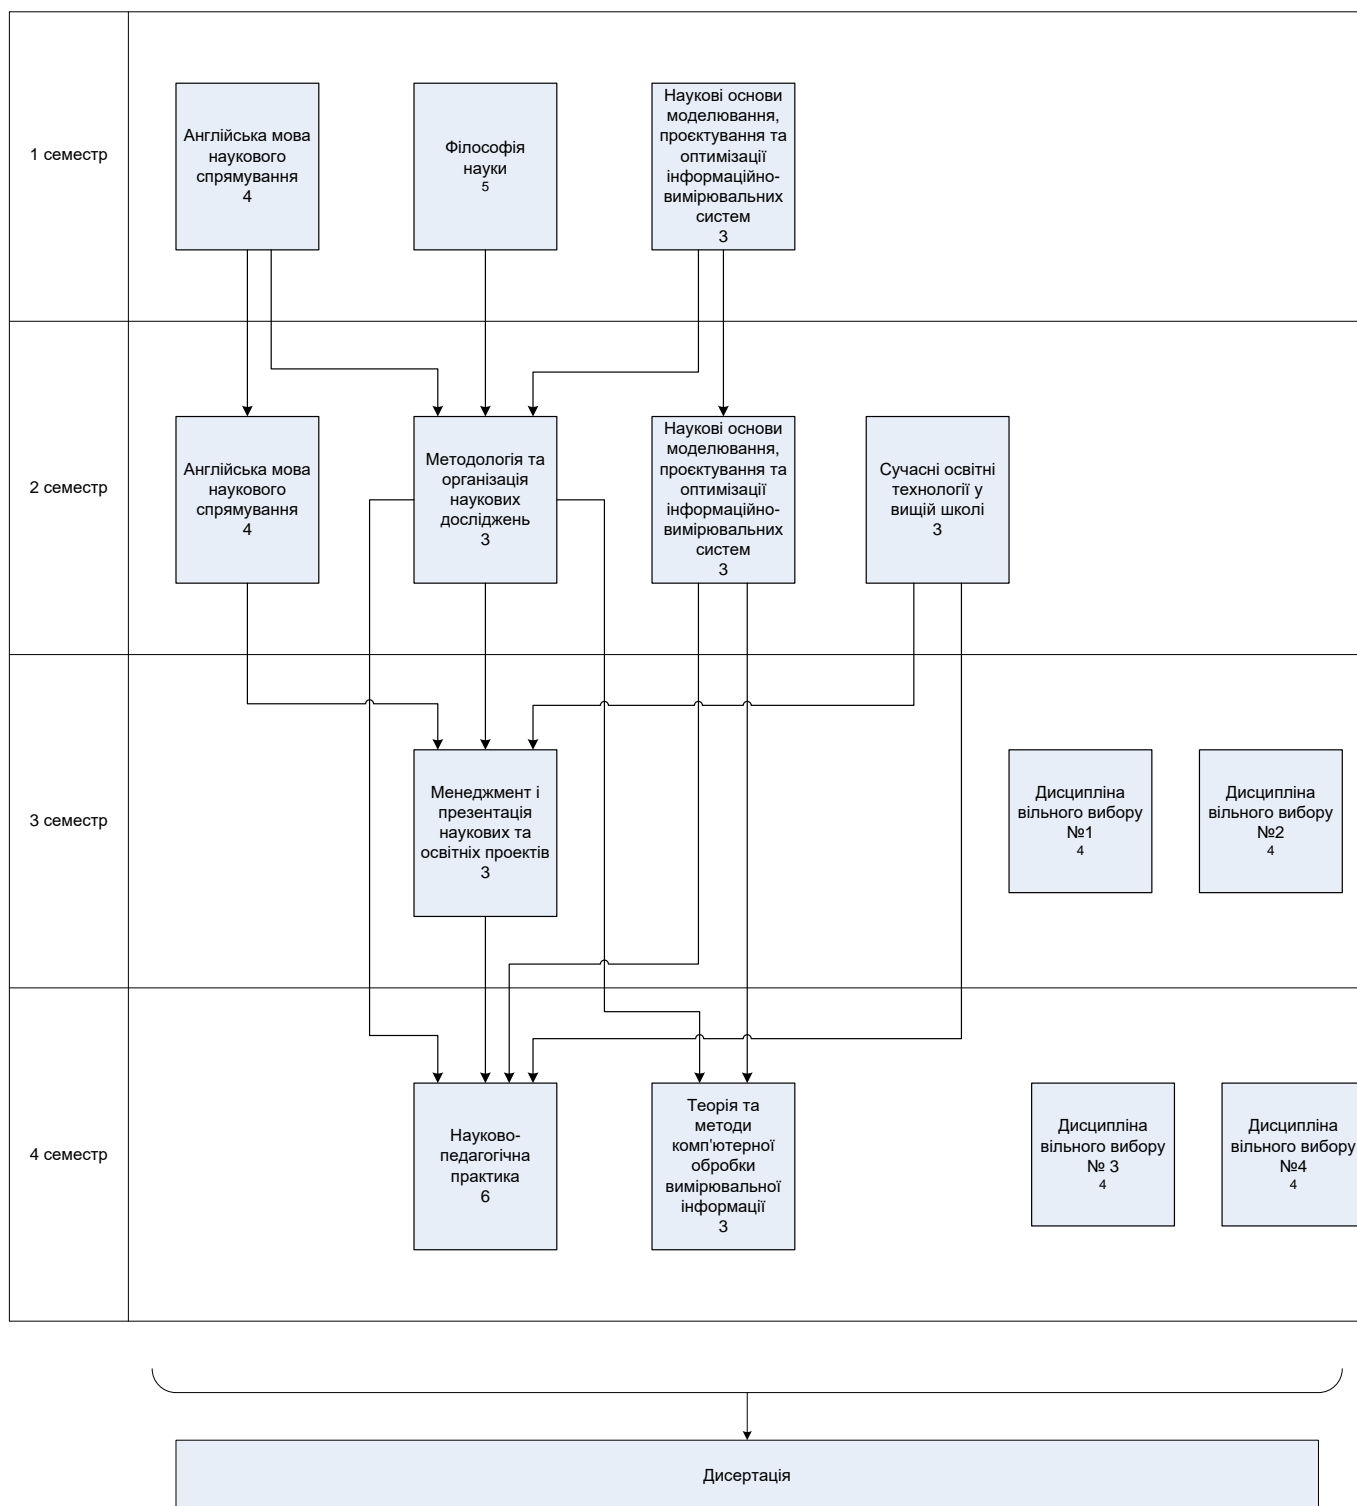 1 семестр
Англійська мова
наукового
спрямування
4
Філософія
науки
5
Наукові основи
моделювання,
проєктування та
оптимізації
інформаційно-
вимірювальних
систем
3
2 семестр
Англійська мова
наукового
спрямування
4
Методологія та
організація
наукових
досліджень
3
Наукові основи
моделювання,
проєктування та
оптимізації
інформаційно-
вимірювальних
систем
3
Сучасні освітні
технології у
вищій школі
3
3 семестр
Менеджмент і
презентація
наукових та
освітніх проектів
3
Дисципліна
вільного вибору
№1
4
Дисципліна
вільного вибору
№2
4
4 семестр
Науково-
педагогічна
практика
6
Теорія та
методи
комп'ютерної
обробки
вимірювальної
інформації
3
Дисципліна
вільного вибору
№ 3
4
Дисципліна
вільного вибору
№4
4
Дисертація